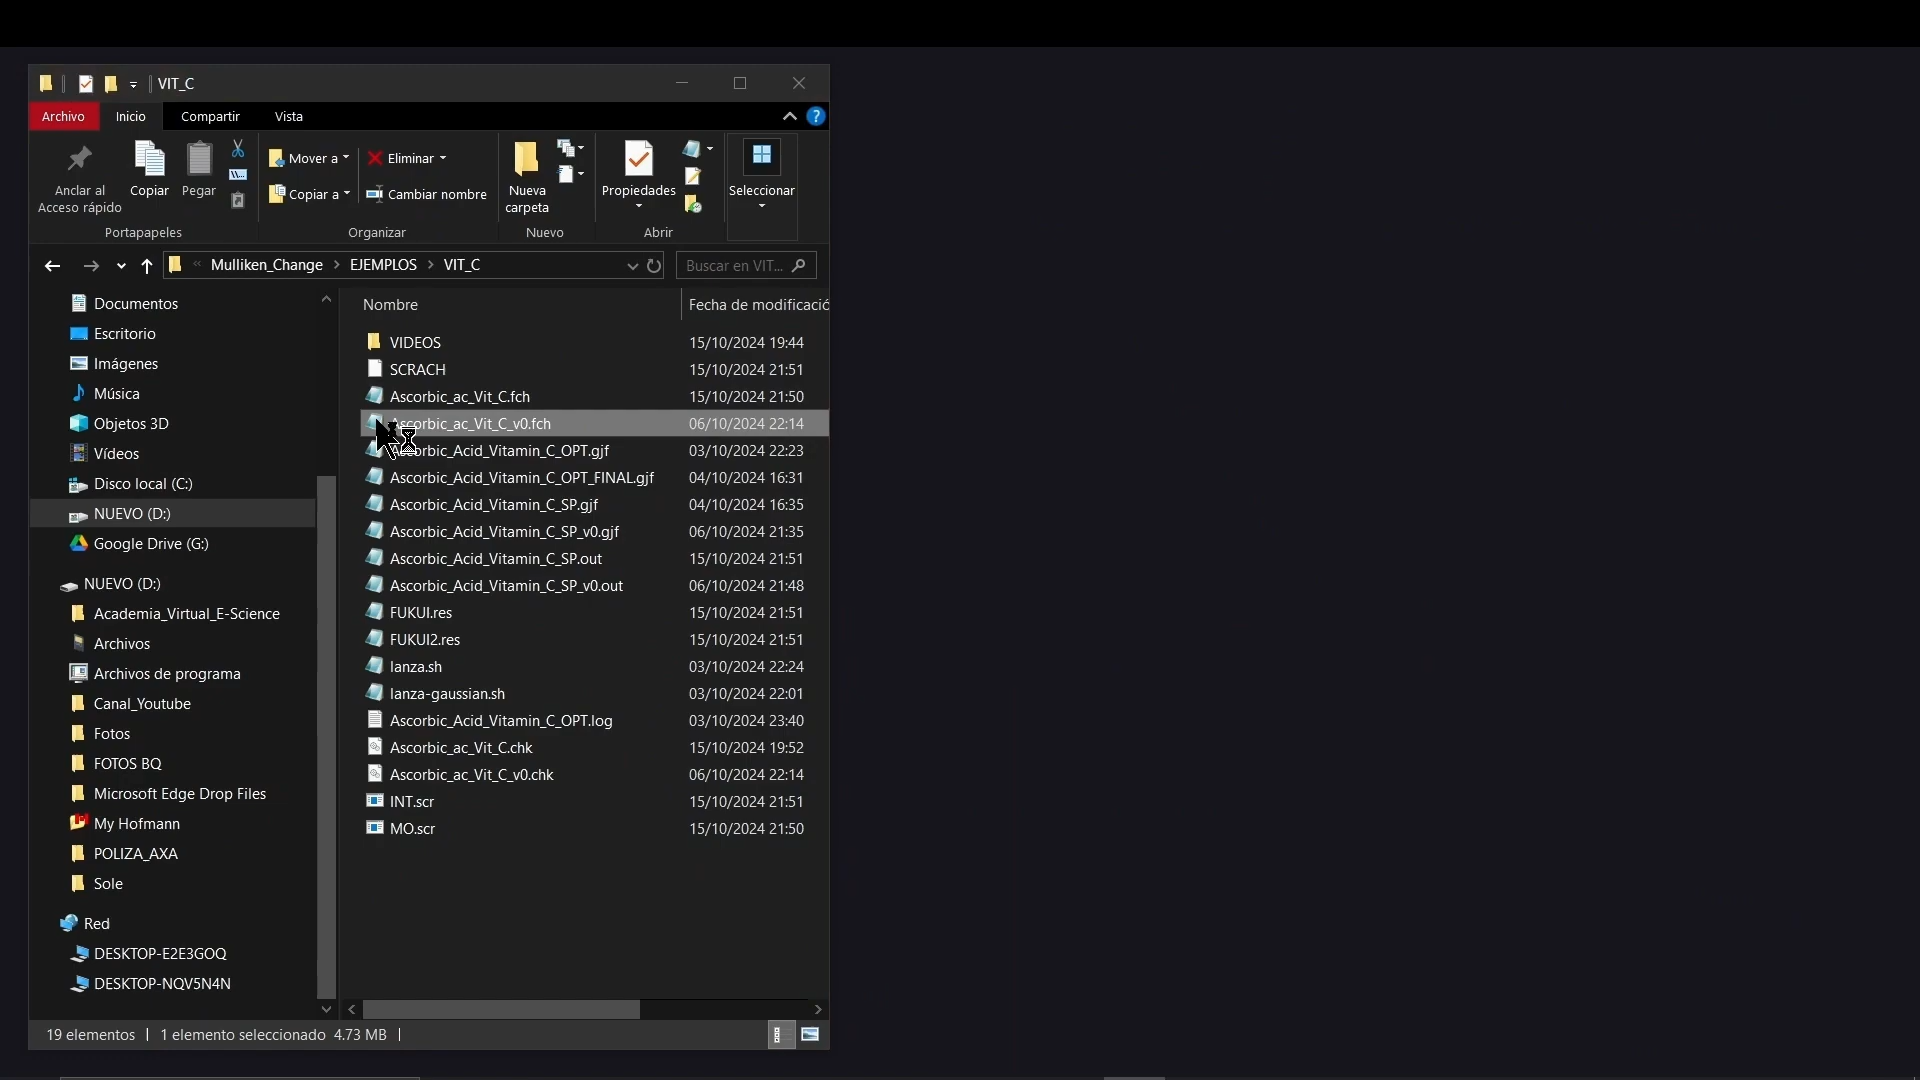 VIT_C
Archivo Inicio Compartir Vista
Anclar al Acceso rápido
Copiar
Pegar
Mover a
Copiar a
Eliminar
Cambiar nombre
Nueva carpeta
Propiedades
Seleccionar
Portapapeles Organizar Nuevo Abrir
« Mulliken_Change > EJEMPLOS > VIT_C
Buscar en VIT...
Documentos
Escritorio
Imágenes
Música
Objetos 3D
Vídeos
Disco local (C:)
NUEVO (D:)
Google Drive (G:)
NUEVO (D:)
Academia_Virtual_E-Science
Archivos
Archivos de programa
Canal_Youtube
Fotos
FOTOS BQ
Microsoft Edge Drop Files
My Hofmann
POLIZA_AXA
Sole
Red
DESKTOP-E2E3GOQ
DESKTOP-NQV5N4N
Nombre Fecha de modificació
VIDEOS 15/10/2024 19:44
SCRACH 15/10/2024 21:51
Ascorbic_ac_Vit_C.fch 15/10/2024 21:50
Ascorbic_ac_Vit_C_v0.fch 06/10/2024 22:14
Ascorbic_Acid_Vitamin_C_OPT.gjf 03/10/2024 22:23
Ascorbic_Acid_Vitamin_C_OPT_FINAL.gjf 04/10/2024 16:31
Ascorbic_Acid_Vitamin_C_SP.gjf 04/10/2024 16:35
Ascorbic_Acid_Vitamin_C_SP_v0.gjf 06/10/2024 21:35
Ascorbic_Acid_Vitamin_C_SP.out 15/10/2024 21:51
Ascorbic_Acid_Vitamin_C_SP_v0.out 06/10/2024 21:48
FUKUI.res 15/10/2024 21:51
FUKUI2.res 15/10/2024 21:51
lanza.sh 03/10/2024 22:24
lanza-gaussian.sh 03/10/2024 22:01
Ascorbic_Acid_Vitamin_C_OPT.log 03/10/2024 23:40
Ascorbic_ac_Vit_C.chk 15/10/2024 19:52
Ascorbic_ac_Vit_C_v0.chk 06/10/2024 22:14
INT.scr 15/10/2024 21:51
MO.scr 15/10/2024 21:50
19 elementos | 1 elemento seleccionado 4.73 MB |